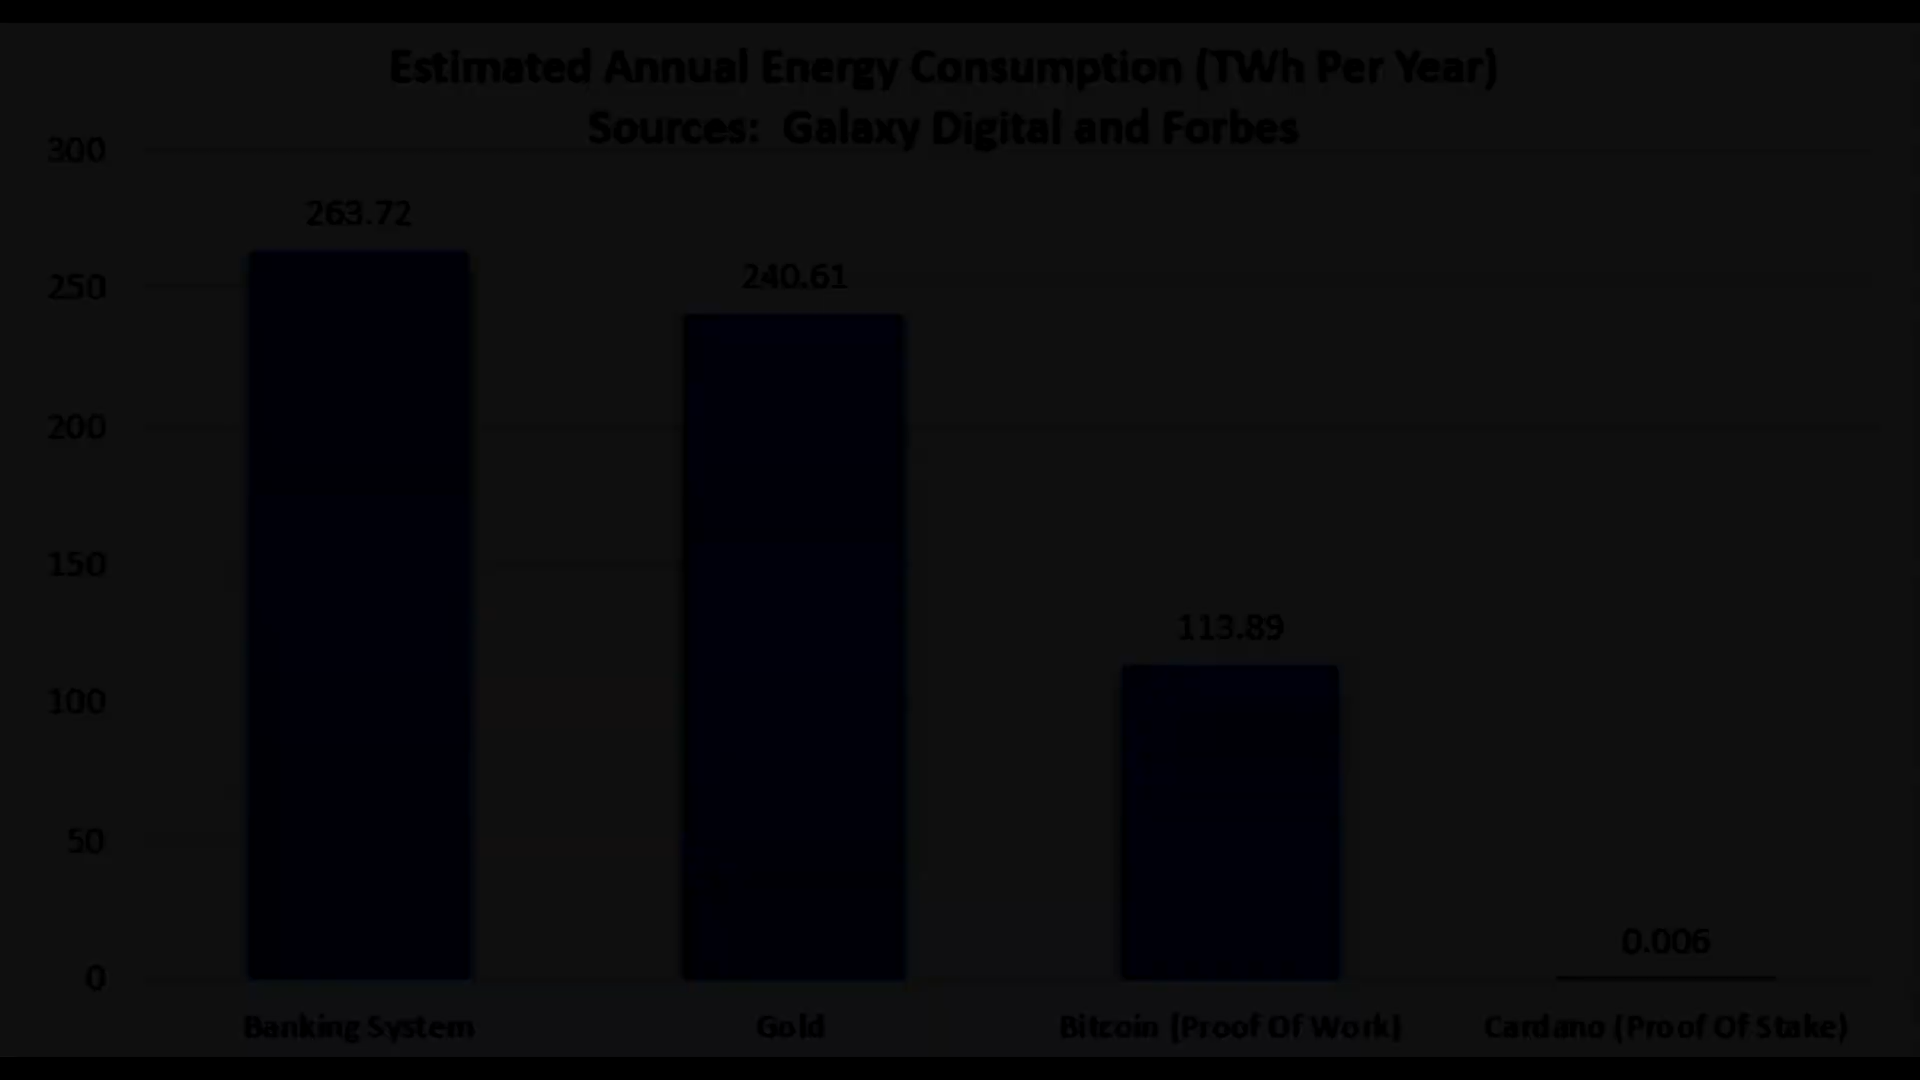 Estimated Annual Energy Consumption (TWh Per Year)
Sources: Galaxy Digital and Forbes
300
263.72
250
240.61
200
150
113.89
100
50
0.006
0
Banking System
Gold
Bitcoin (Proof Of Work)
Cardano (Proof Of Stake)